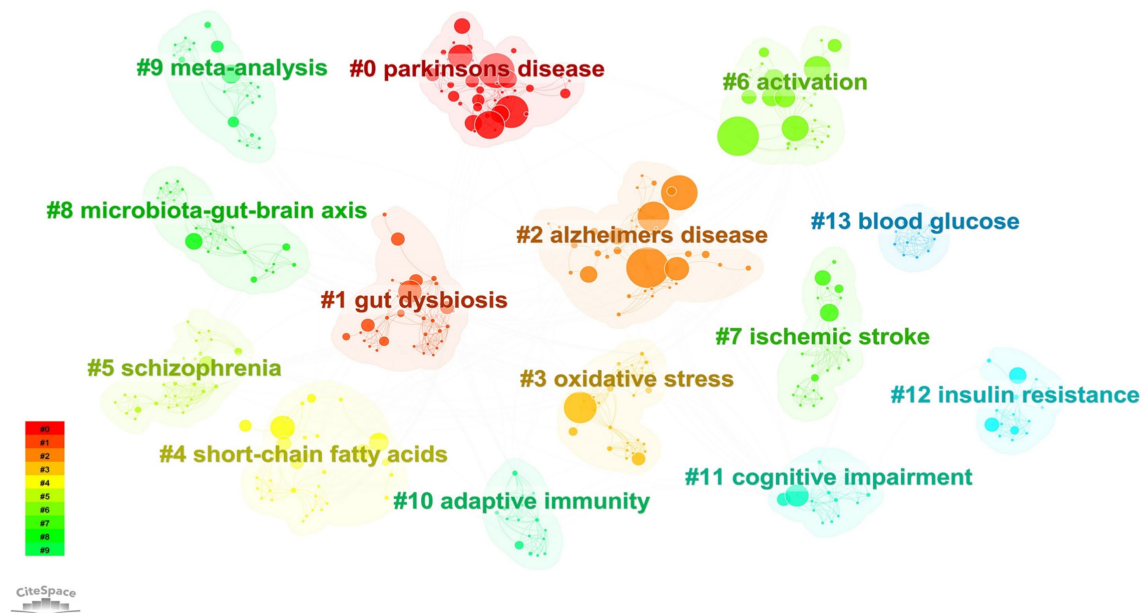 #9 meta-analysis
#0 parkinsons disease
#6 activation
#8 microbiota-gut-brain axis
#2 alzheimers disease
#13 blood glucose
#1 gut dysbiosis
#7 ischemic stroke
#5 schizophrenia
#3 oxidative stress
#12 insulin resistance
#4 short-chain fatty acids
#11 cognitive impairment
#10 adaptive immunity
#0
#1
#2
#3
#4
#5
#6
#7
#8
#9
CiteSpace